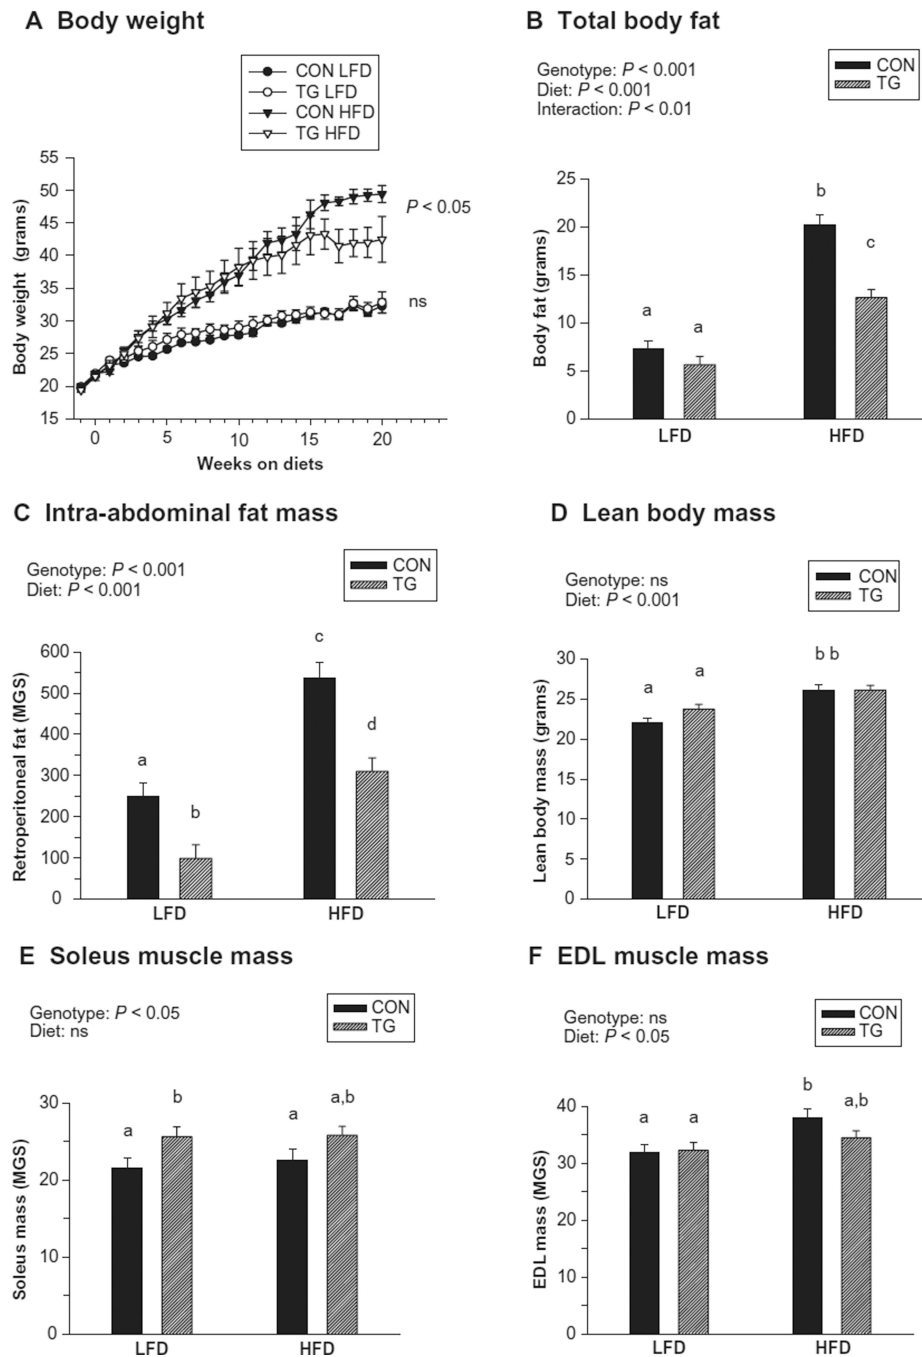 A Body weight
CON LFD
TG LFD
CON HFD
TG HFD
55
50
45
40
35
30
25
20
15
Body weight (grams)
P < 0.05
ns
0 5 10 15 20
Weeks on diets
B Total body fat
Genotype: P < 0.001
Diet: P < 0.001
Interaction: P < 0.01
CON
TG
25
20
15
10
5
0
Body fat (grams)
a a b c
LFD HFD
C Intra-abdominal fat mass
Genotype: P < 0.001
Diet: P < 0.001
CON
TG
600
500
400
300
200
100
0
Retroperitoneal fat (MGS)
a b c d
LFD HFD
D Lean body mass
Genotype: ns
Diet: P < 0.001
CON
TG
30
25
20
15
10
5
0
Lean body mass (grams)
a a b b
LFD HFD
E Soleus muscle mass
Genotype: P < 0.05
Diet: ns
CON
TG
30
20
10
0
Soleus mass (MGS)
a b a a,b
LFD HFD
F EDL muscle mass
Genotype: ns
Diet: P < 0.05
CON
TG
40
30
20
10
0
EDL mass (MGS)
a a b a,b
LFD HFD